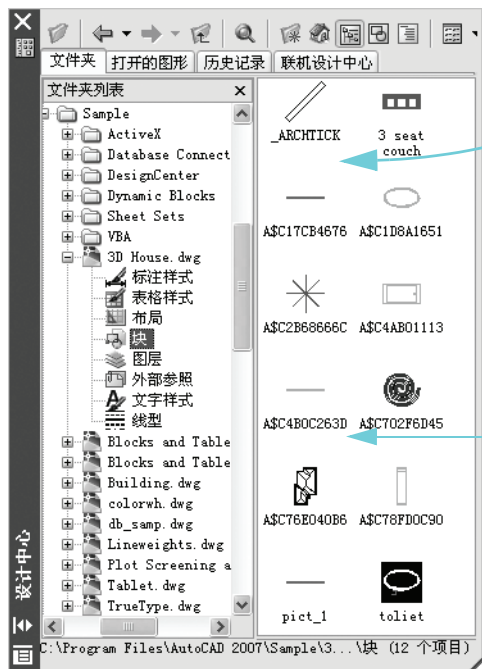 文件夹 打开的图形 历史记录 联机设计中心
文件夹列表
Sample
ActiveX
Database Connect
DesignCenter
Dynamic Blocks
Sheet Sets
VBA
3D House.dwg
标注样式
表格样式
布局
块
图层
外部参照
文字样式
线型
Blocks and Table
Blocks and Table
Building.dwg
colorwh.dwg
db_samp.dwg
Lineweights.dwg
Plot Screening a
Tablet.dwg
TrueType.dwg
_ARCHTICK
3 seat
couch
A$C17CB4676 A$C1D8A1651
A$C2B68666C A$C4AB01113
A$C4B0C263D A$C702F6D45
A$C76E040B6 A$C78FD0C90
pict_1 toliet
设计中心
C:\Program Files\AutoCAD 2007\Sample\3...\块 (12 个项目)